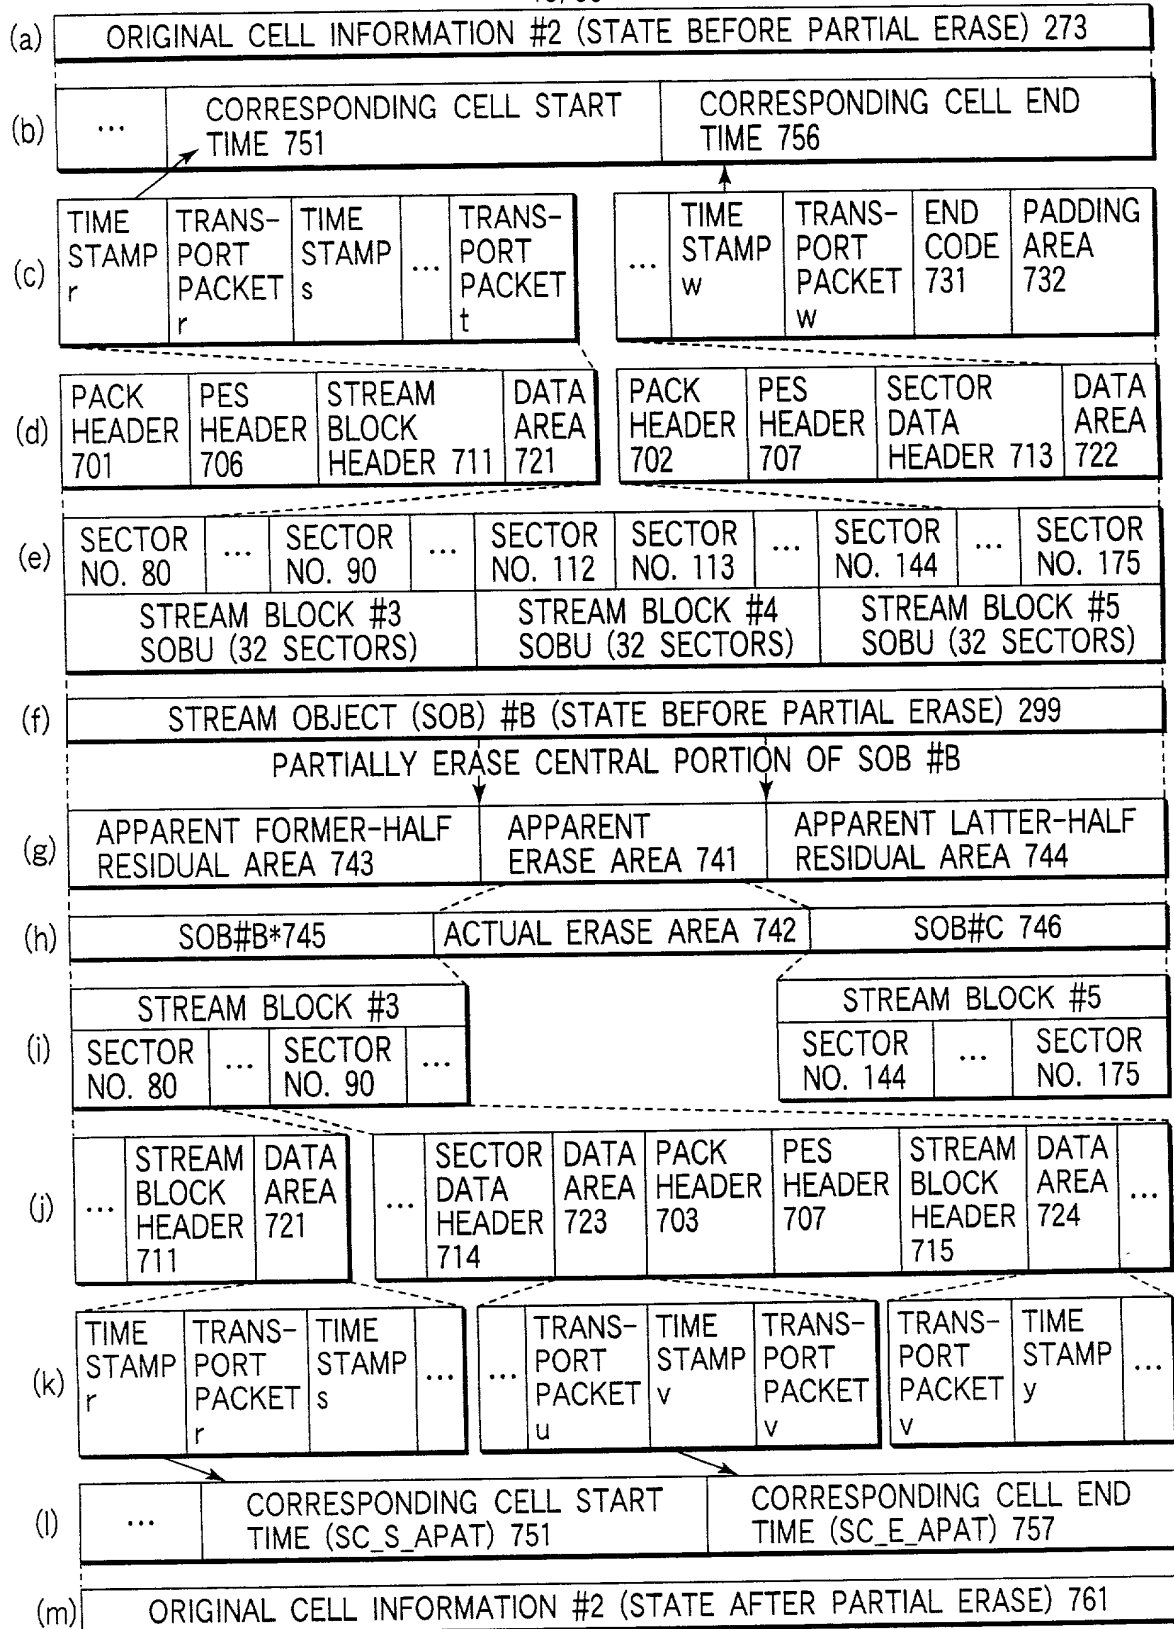 (a) ORIGINAL CELL INFORMATION #2 (STATE BEFORE PARTIAL ERASE) 273
(b) ... CORRESPONDING CELL START TIME 751 CORRESPONDING CELL END TIME 756
(c) TIME STAMP r TRANS-PORT PACKET r TIME STAMP s ... TRANS-PORT PACKET t ... TIME STAMP w TRANS-PORT PACKET w END CODE 731 PADDING AREA 732
(d) PACK HEADER 701 PES HEADER 706 STREAM BLOCK HEADER 711 DATA AREA 721 PACK HEADER 702 PES HEADER 707 SECTOR DATA HEADER 713 DATA AREA 722
(e) SECTOR NO. 80 ... SECTOR NO. 90 ... SECTOR NO. 112 SECTOR NO. 113 ... SECTOR NO. 144 ... SECTOR NO. 175
STREAM BLOCK #3 SOBU (32 SECTORS) STREAM BLOCK #4 SOBU (32 SECTORS) STREAM BLOCK #5 SOBU (32 SECTORS)
(f) STREAM OBJECT (SOB) #B (STATE BEFORE PARTIAL ERASE) 299
PARTIALLY ERASE CENTRAL PORTION OF SOB #B
(g) APPARENT FORMER-HALF RESIDUAL AREA 743 APPARENT ERASE AREA 741 APPARENT LATTER-HALF RESIDUAL AREA 744
(h) SOB#B*745 ACTUAL ERASE AREA 742 SOB#C 746
(i) STREAM BLOCK #3 STREAM BLOCK #5
SECTOR NO. 80 ... SECTOR NO. 90 ... SECTOR NO. 144 ... SECTOR NO. 175
(j) ... STREAM BLOCK HEADER 711 DATA AREA 721 ... SECTOR DATA HEADER 714 DATA AREA 723 PACK HEADER 703 PES HEADER 707 STREAM BLOCK HEADER 715 DATA AREA 724 ...
(k) TIME STAMP r TRANS-PORT PACKET r TIME STAMP s ... ... TRANS-PORT PACKET u TIME STAMP v TRANS-PORT PACKET v TRANS-PORT PACKET v TIME STAMP y ...
(l) ... CORRESPONDING CELL START TIME (SC_S_APAT) 751 CORRESPONDING CELL END TIME (SC_E_APAT) 757
(m) ORIGINAL CELL INFORMATION #2 (STATE AFTER PARTIAL ERASE) 761